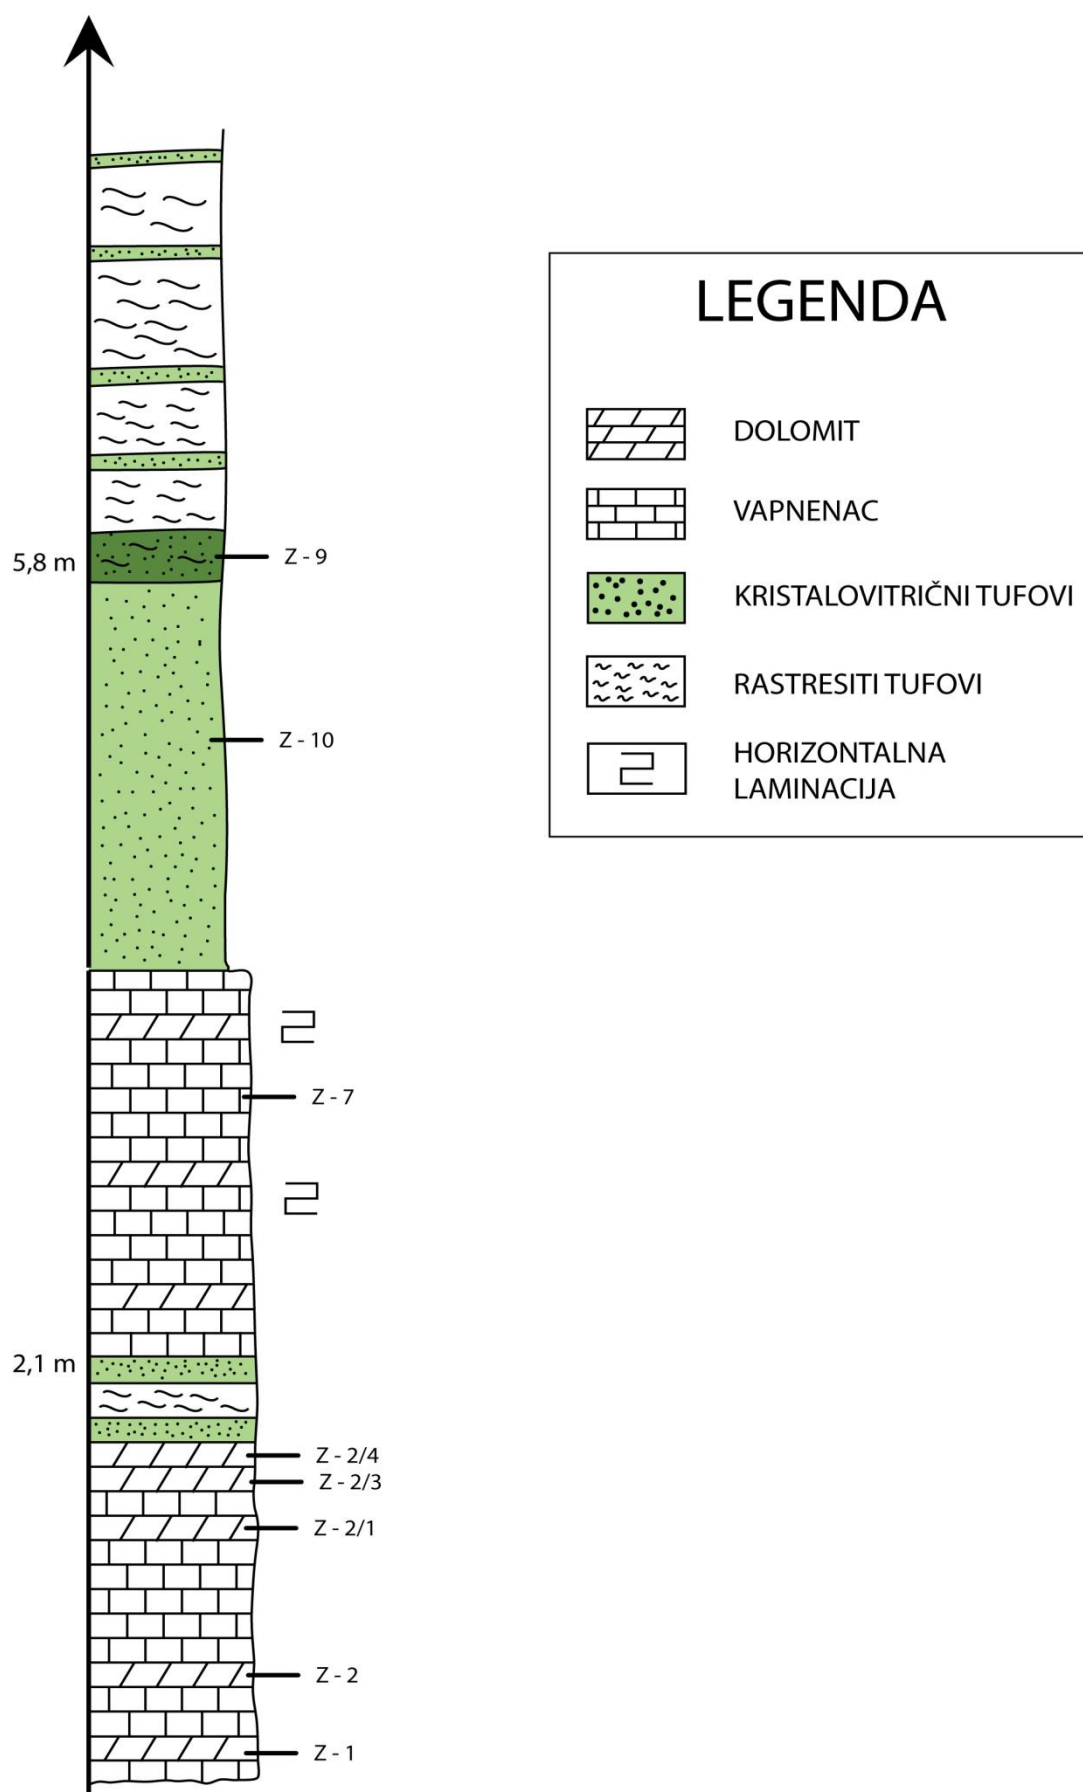 5,8 m
Z - 9
Z - 10
Z - 7
2,1 m
Z - 2/4
Z - 2/3
Z - 2/1
Z - 2
Z - 1
LEGENDA
DOLOMIT
VAPNENAC
KRISTALOVITRIČNI TUFOVI
RASTRESITI TUFOVI
HORIZONTALNA
LAMINACIJA